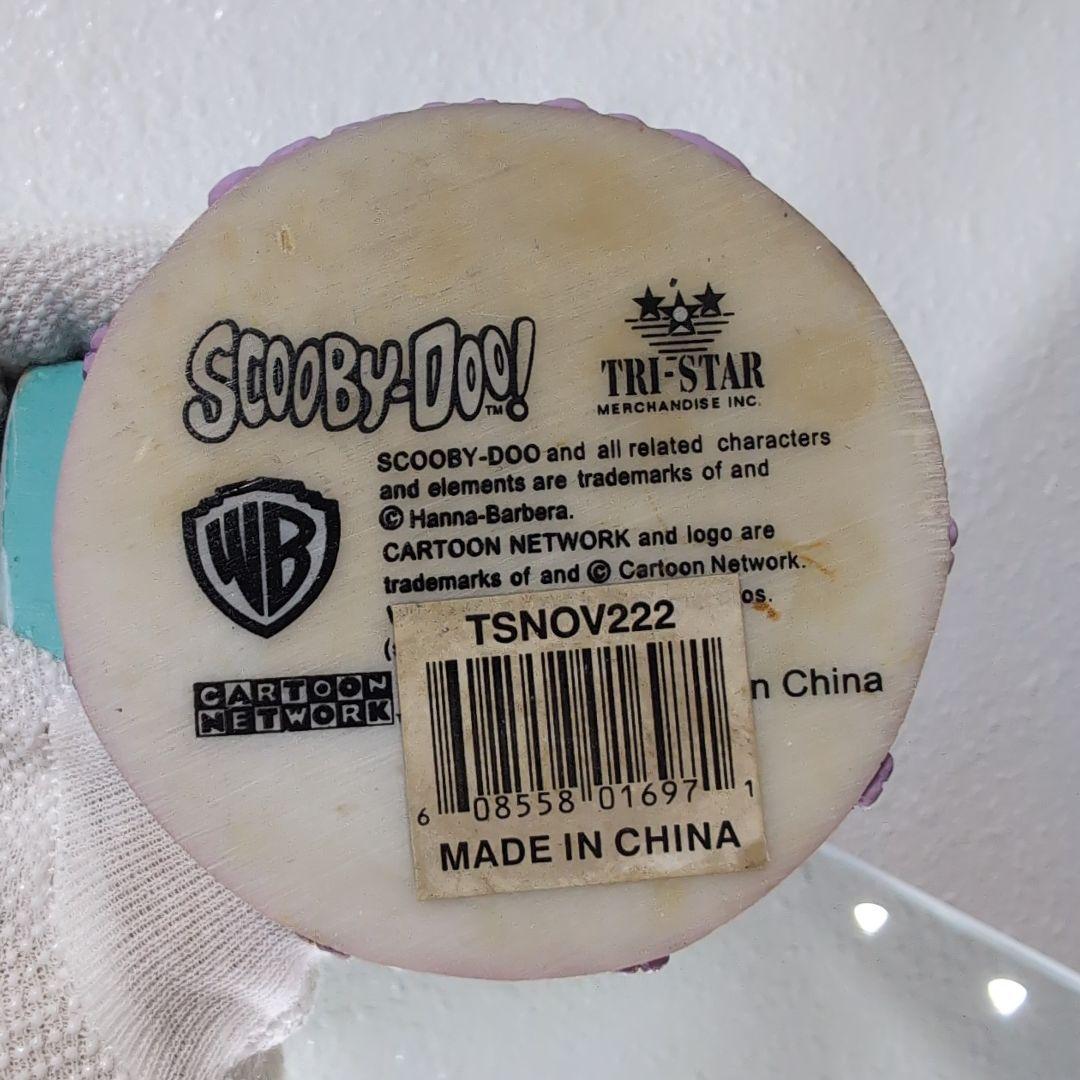 SCOOBY-DOO!™
TRI-STAR
MERCHANDISE INC.
SCOOBY-DOO and all related characters
and elements are trademarks of and
© Hanna-Barbera.
CARTOON NETWORK and logo are
trademarks of and © Cartoon Network.
os.
WB
n China
CARTOON
NETWORK
TSNOV222
6 08558 01697 1
MADE IN CHINA